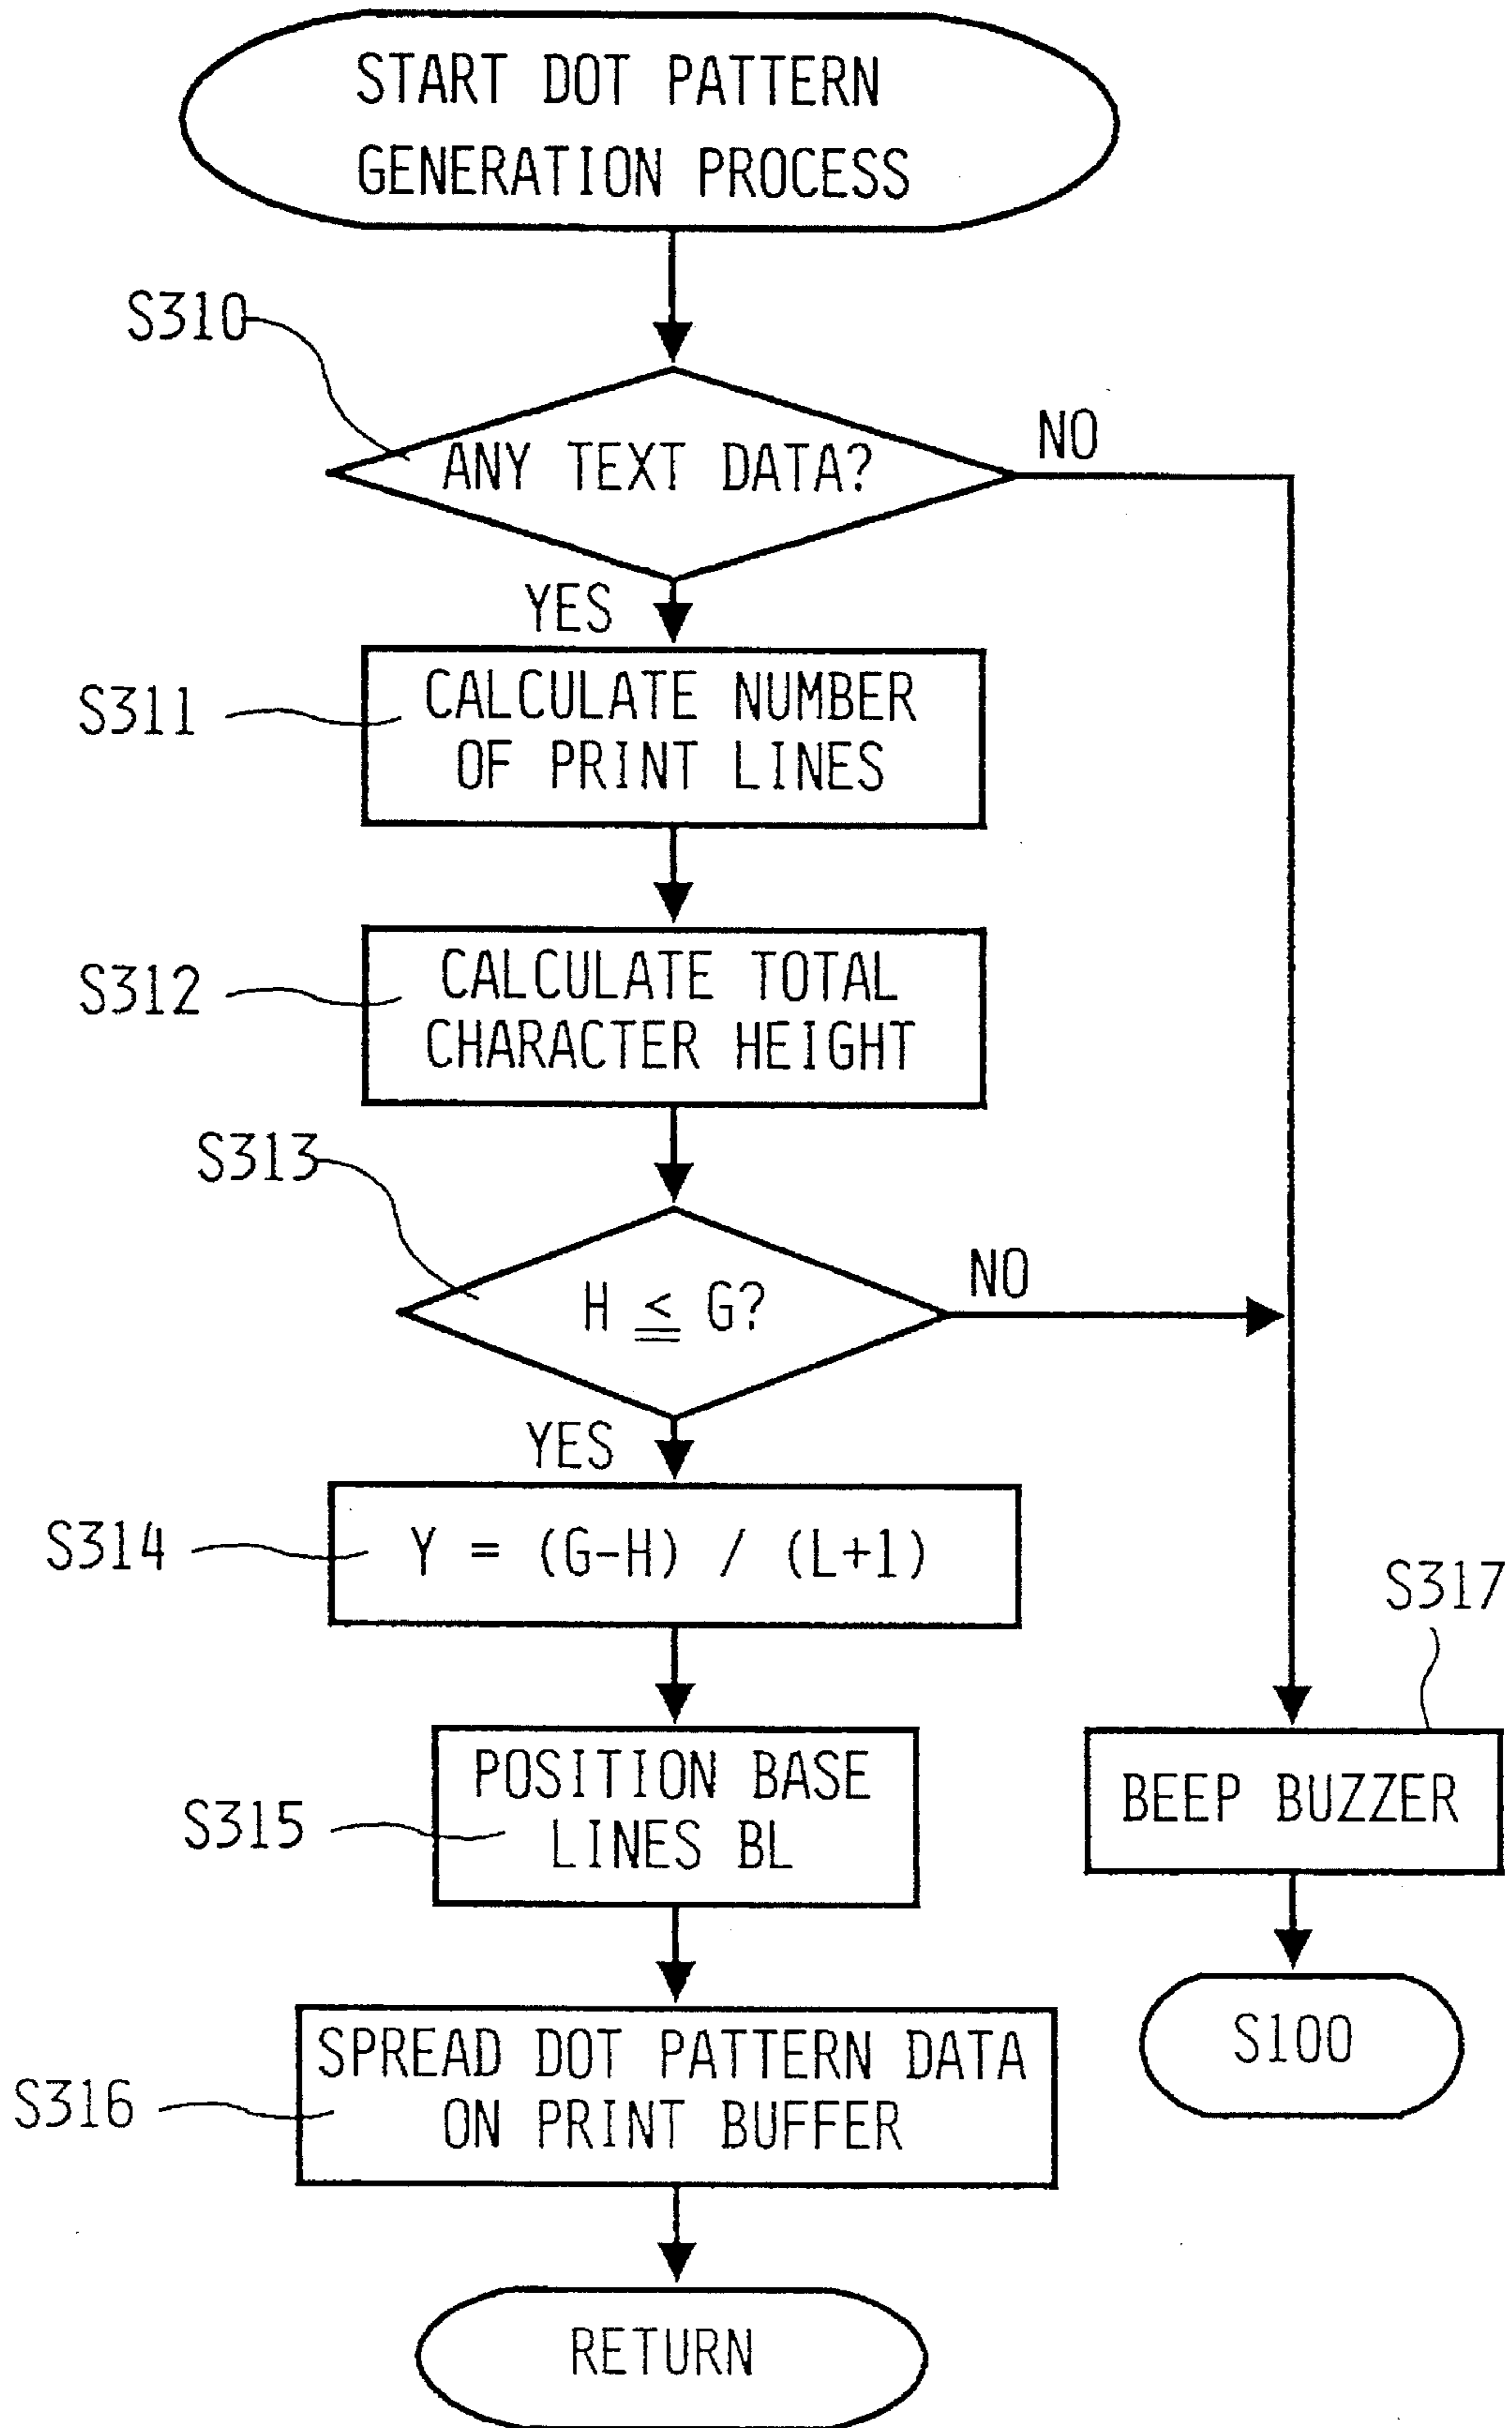 START DOT PATTERN
GENERATION PROCESS
S310
ANY TEXT DATA?
NO
YES
S311
CALCULATE NUMBER
OF PRINT LINES
S312
CALCULATE TOTAL
CHARACTER HEIGHT
S313
H ≦ G?
NO
YES
S314
Y = (G-H) / (L+1)
S317
S315
POSITION BASE
LINES BL
BEEP BUZZER
S316
SPREAD DOT PATTERN DATA
ON PRINT BUFFER
S100
RETURN